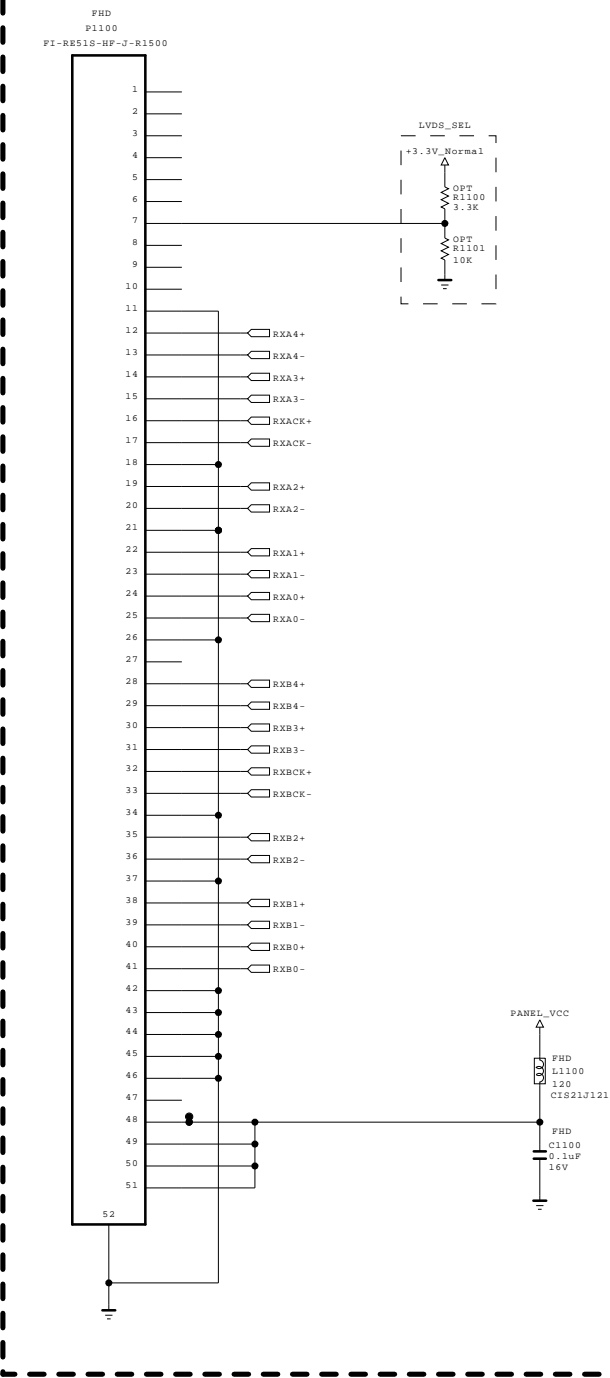 FHD
P1100
FI-RE51S-HF-J-R1500
1
2
3
4
5
6
7
8
9
10
11
12
13
14
15
16
17
18
19
20
21
22
23
24
25
26
27
28
29
30
31
32
33
34
35
36
37
38
39
40
41
42
43
44
45
46
47
48
49
50
51
52
LVDS_SEL
+3.3V_Normal
OPT
R1100
3.3K
OPT
R1101
10K
RXA4+
RXA4-
RXA3+
RXA3-
RXACK+
RXACK-
RXA2+
RXA2-
RXA1+
RXA1-
RXA0+
RXA0-
RXB4+
RXB4-
RXB3+
RXB3-
RXBCK+
RXBCK-
RXB2+
RXB2-
RXB1+
RXB1-
RXB0+
RXB0-
PANEL_VCC
FHD
L1100
120
CIS21J121
FHD
C1100
0.1uF
16V